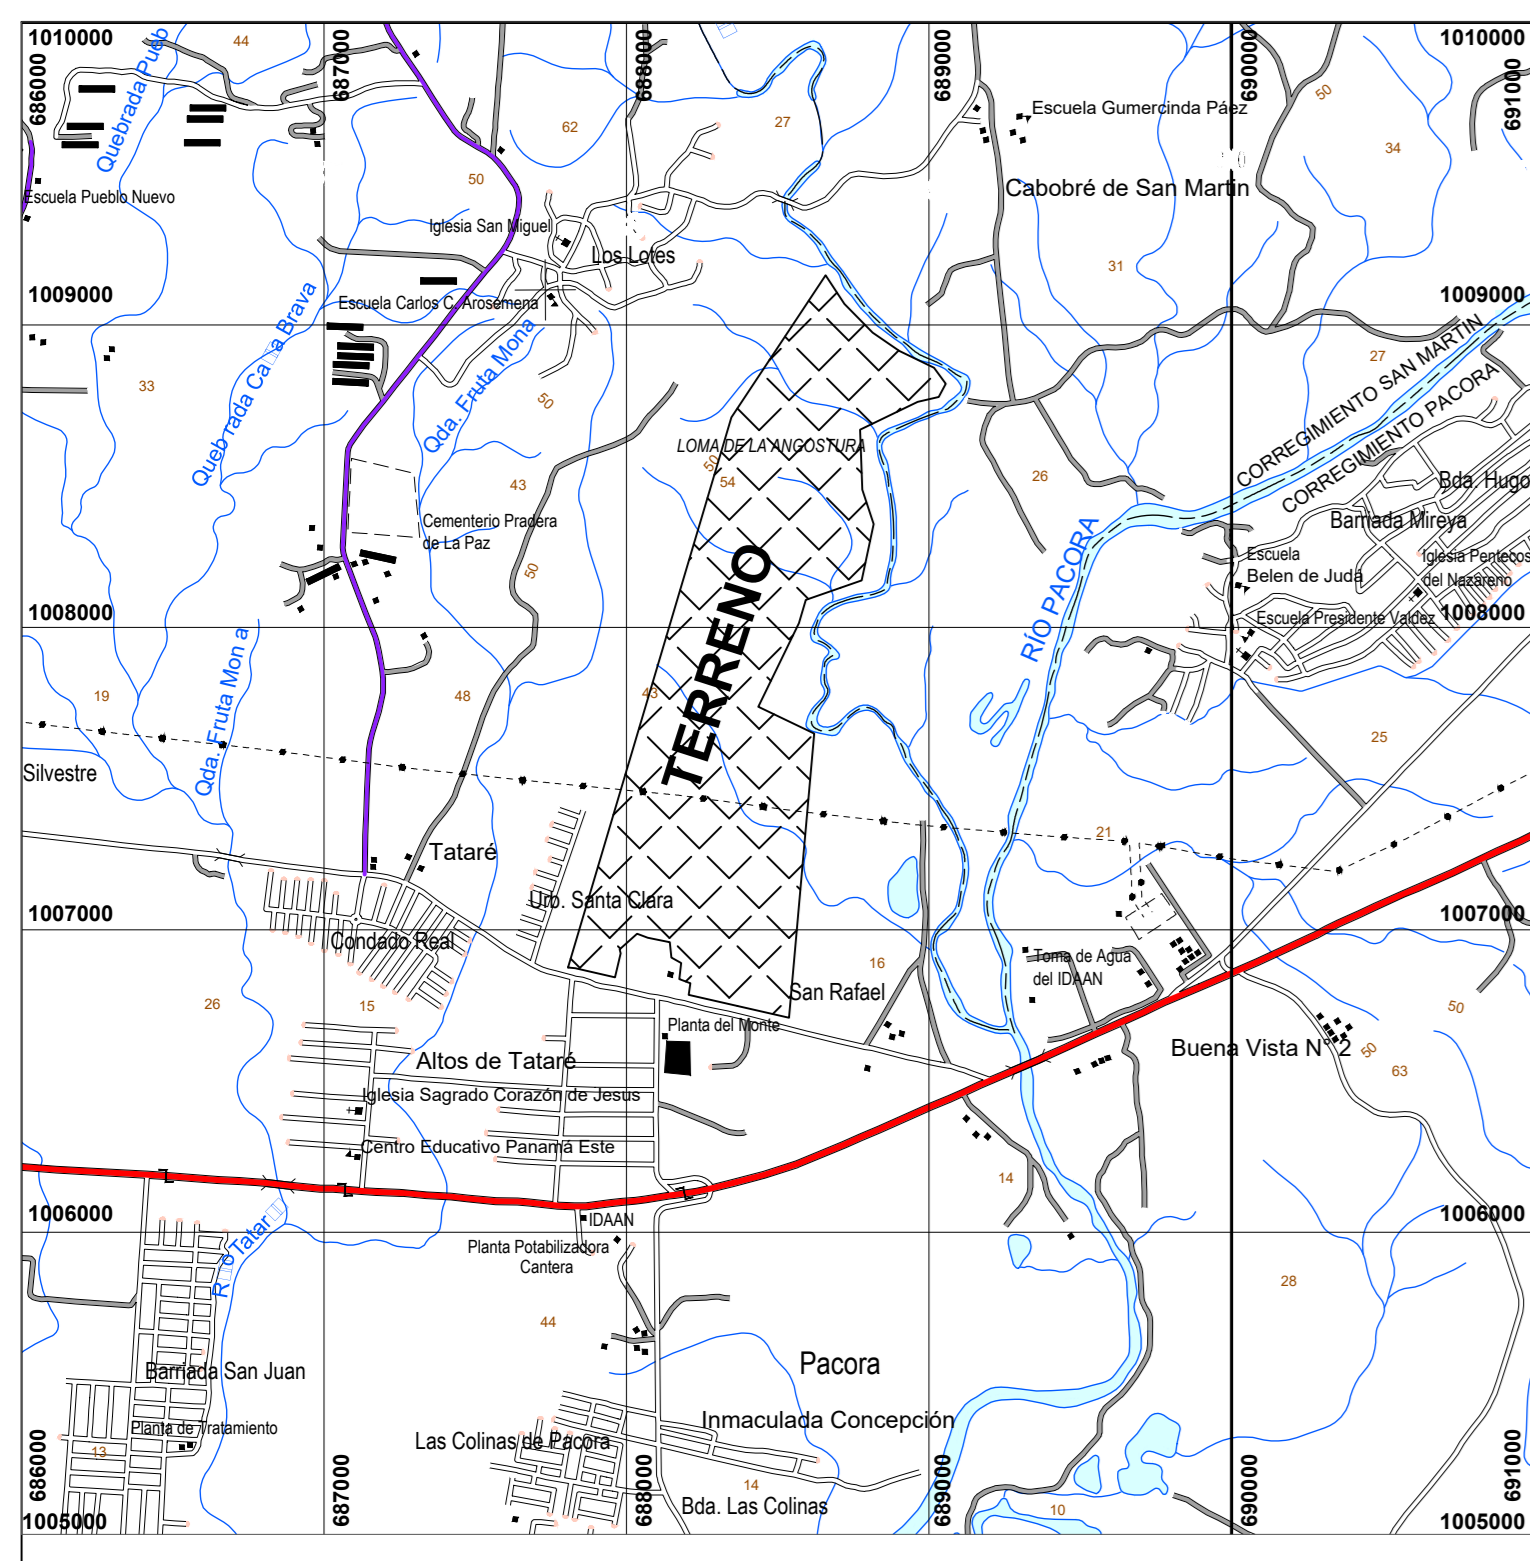 1010000
686000
44
Quebrada Pueb
687000
688000
689000
690000
1010000
691000
50
62
27
Escuela Gumercinda Páez
34
50
Cabobré de San Martin
Escuela Pueblo Nuevo
Iglesia San Miguel
Los Lotes
31
1009000
Escuela Carlos C. Arosemena
1009000
Qda. Fruta Mona
27
CORREGIMIENTO SAN MARTIN
CORREGIMIENTO PACORA
33
50
LOMA DE LA ANGOSTURA
50
54
43
26
Bda. Hugo
Barriada Mireya
Cementerio Pradera
de La Paz
RÍO PACORA
Escuela
Belen de Judá
Iglesia Pentecos
del Nazareno
50
TERRENO
1008000
Escuela Presidente Valdez
1008000
Qda. Fruta Mon a
19
48
43
25
Silvestre
21
Tataré
Urb. Santa Clara
1007000
Condado Real
1007000
16
Toma de Agua
del IDAAN
26
15
San Rafael
50
Planta del Monte
Altos de Tataré
Buena Vista N° 2
50
63
Iglesia Sagrado Corazón de Jesus
Centro Educativo Panamá Este
14
1006000
IDAAN
1006000
Planta Potabilizadora
Cantera
28
44
Barriada San Juan
Pacora
Inmaculada Concepción
Planta de Tratamiento
13
Las Colinas de Pacora
14
Bda. Las Colinas
10
686000
687000
688000
689000
690000
691000
1005000
1005000